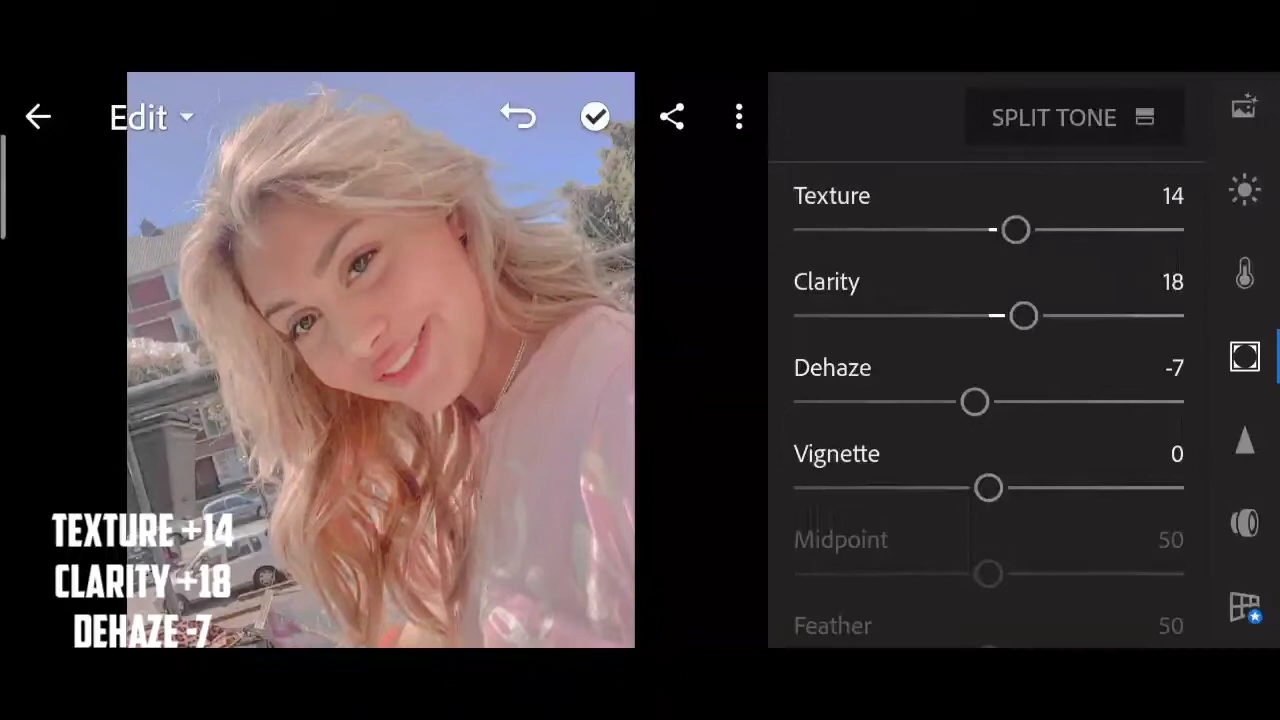 Edit
SPLIT TONE
Texture 14
Clarity 18
Dehaze -7
Vignette 0
Midpoint 50
Feather 50
TEXTURE +14
CLARITY +18
DEHAZE -7